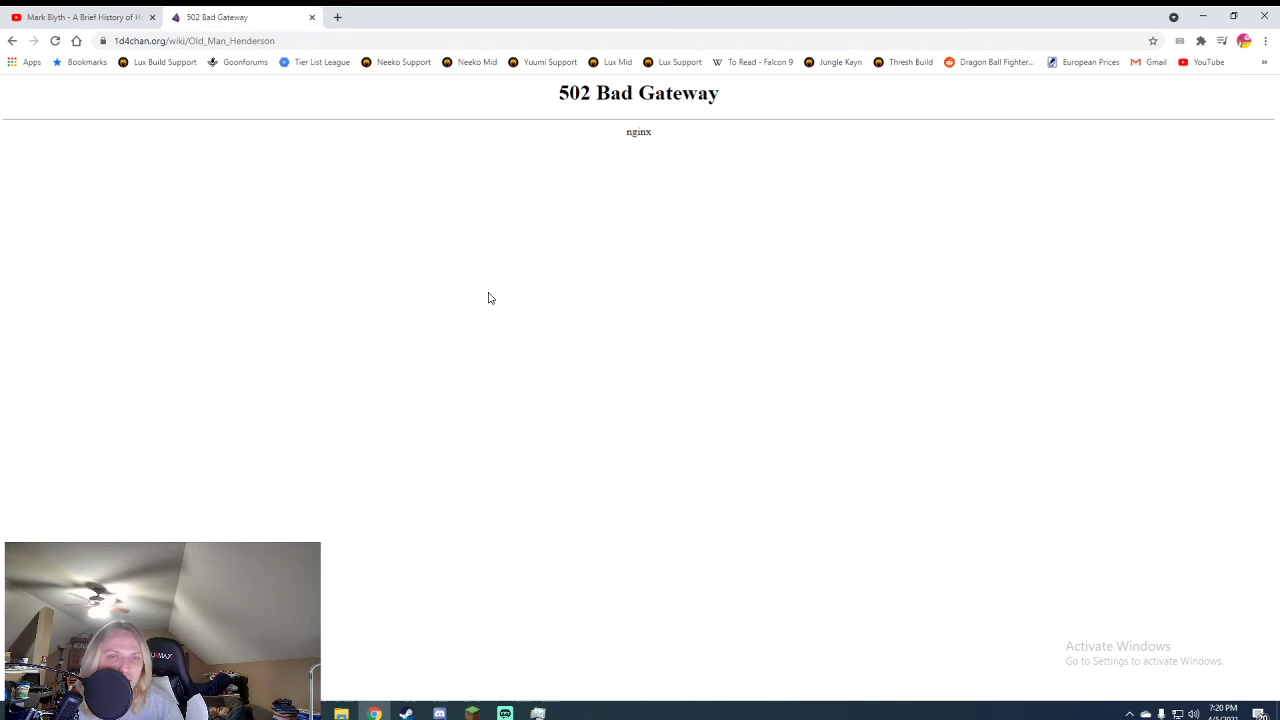 Mark Blyth - A Brief History of H
502 Bad Gateway
1d4chan.org/wiki/Old_Man_Henderson
Apps Bookmarks Lux Build Support Goonforums Tier List League Neeko Support Neeko Mid Yuumi Support Lux Mid Lux Support W To Read - Falcon 9 Jungle Kayn Thresh Build Dragon Ball Fighter... European Prices Gmail YouTube »
502 Bad Gateway
nginx
Activate Windows
Go to Settings to activate Windows.
7:20 PM